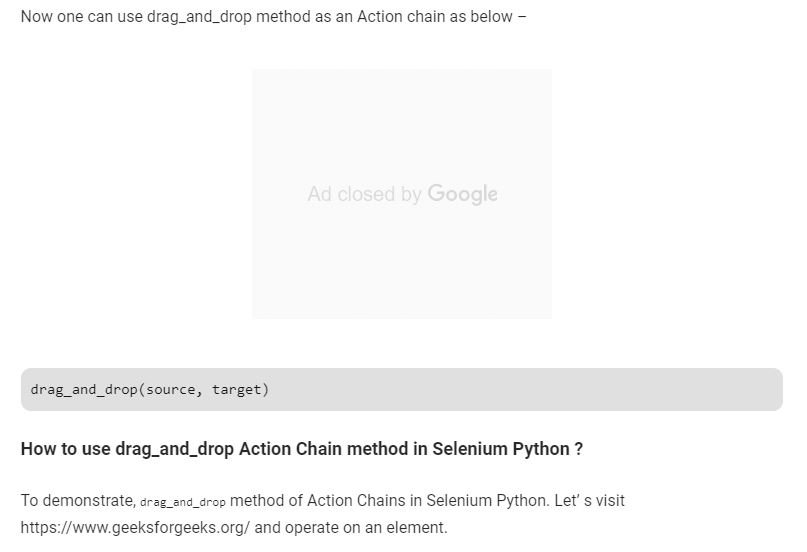 Now one can use drag_and_drop method as an Action chain as below –
Ad closed by Google
drag_and_drop(source, target)
How to use drag_and_drop Action Chain method in Selenium Python ?
To demonstrate, drag_and_drop method of Action Chains in Selenium Python. Let’ s visit
https://www.geeksforgeeks.org/ and operate on an element.